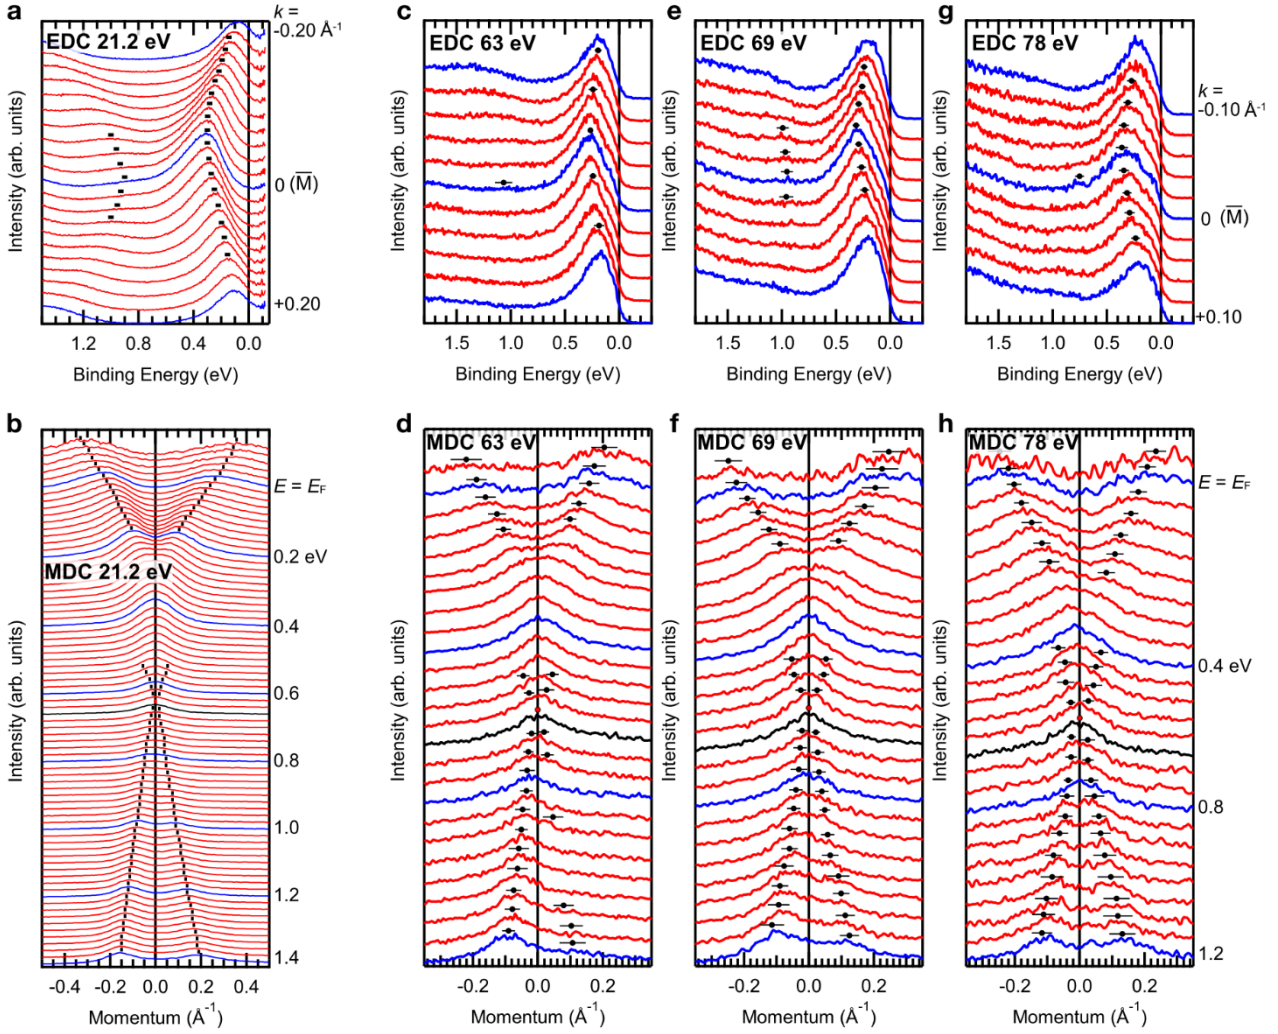 a
EDC 21.2 eV
k =
-0.20 Å-1
0 (M̅)
+0.20
Intensity (arb. units)
1.2 0.8 0.4 0.0
Binding Energy (eV)
c
EDC 63 eV
Intensity (arb. units)
1.5 1.0 0.5 0.0
Binding Energy (eV)
e
EDC 69 eV
Intensity (arb. units)
1.5 1.0 0.5 0.0
Binding Energy (eV)
g
EDC 78 eV
k =
-0.10 Å-1
0 (M̅)
+0.10
Intensity (arb. units)
1.5 1.0 0.5 0.0
Binding Energy (eV)
b
MDC 21.2 eV
E = EF
0.2 eV
0.4
0.6
0.8
1.0
1.2
1.4
Intensity (arb. units)
-0.4 -0.2 0.0 0.2 0.4
Momentum (Å-1)
d
MDC 63 eV
Intensity (arb. units)
-0.2 0.0 0.2
Momentum (Å-1)
f
MDC 69 eV
Intensity (arb. units)
-0.2 0.0 0.2
Momentum (Å-1)
h
MDC 78 eV
E = EF
0.4 eV
0.8
1.2
Intensity (arb. units)
-0.2 0.0 0.2
Momentum (Å-1)